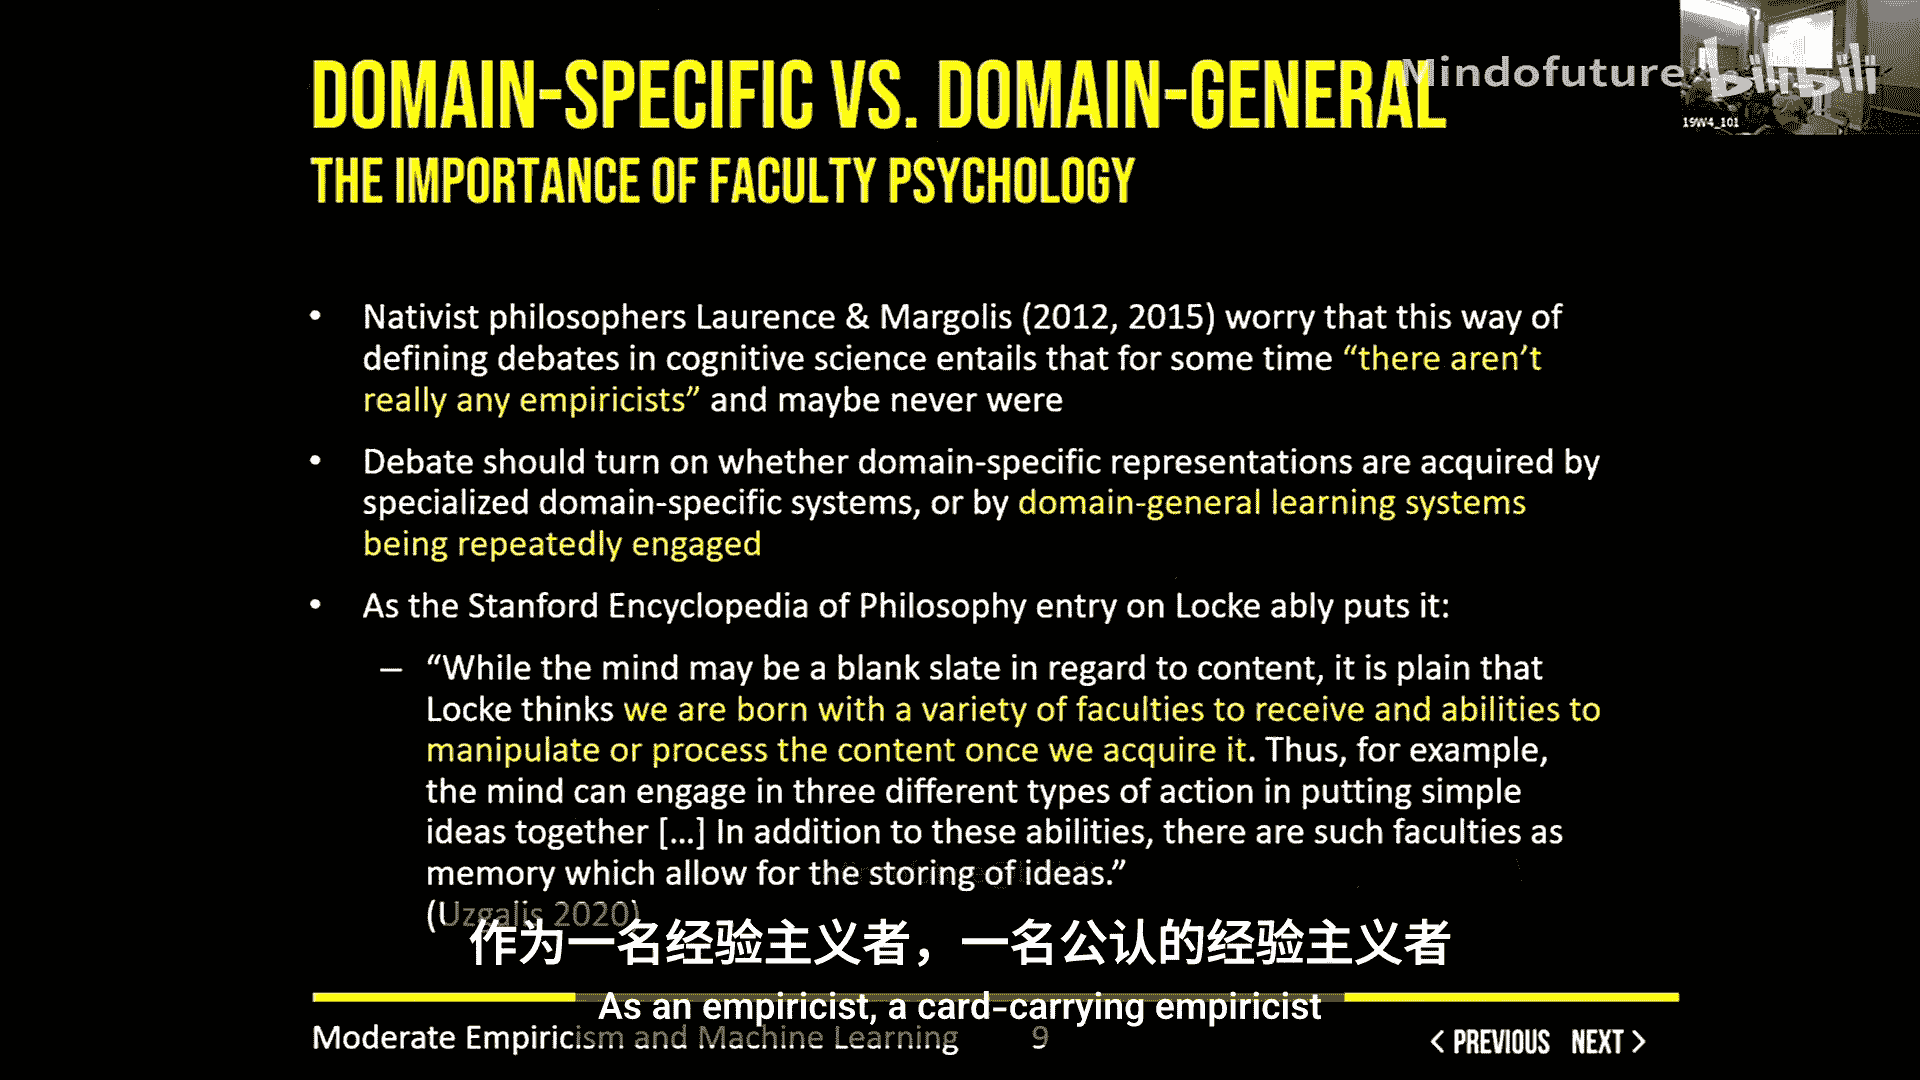 DOMAIN-SPECIFIC VS. DOMAIN-GENERAL
Mindofuture
bilibili
19W4_101
THE IMPORTANCE OF FACULTY PSYCHOLOGY
• Nativist philosophers Laurence & Margolis (2012, 2015) worry that this way of
defining debates in cognitive science entails that for some time “there aren’t
really any empiricists” and maybe never were
• Debate should turn on whether domain-specific representations are acquired by
specialized domain-specific systems, or by domain-general learning systems
being repeatedly engaged
• As the Stanford Encyclopedia of Philosophy entry on Locke ably puts it:
– “While the mind may be a blank slate in regard to content, it is plain that
Locke thinks we are born with a variety of faculties to receive and abilities to
manipulate or process the content once we acquire it. Thus, for example,
the mind can engage in three different types of action in putting simple
ideas together […] In addition to these abilities, there are such faculties as
memory which allow for the storing of ideas.”
(Uzgalis 2020)
作为一名经验主义者，一名公认的经验主义者
As an empiricist, a card-carrying empiricist
Moderate Empiricism and Machine Learning 9
< PREVIOUS NEXT >